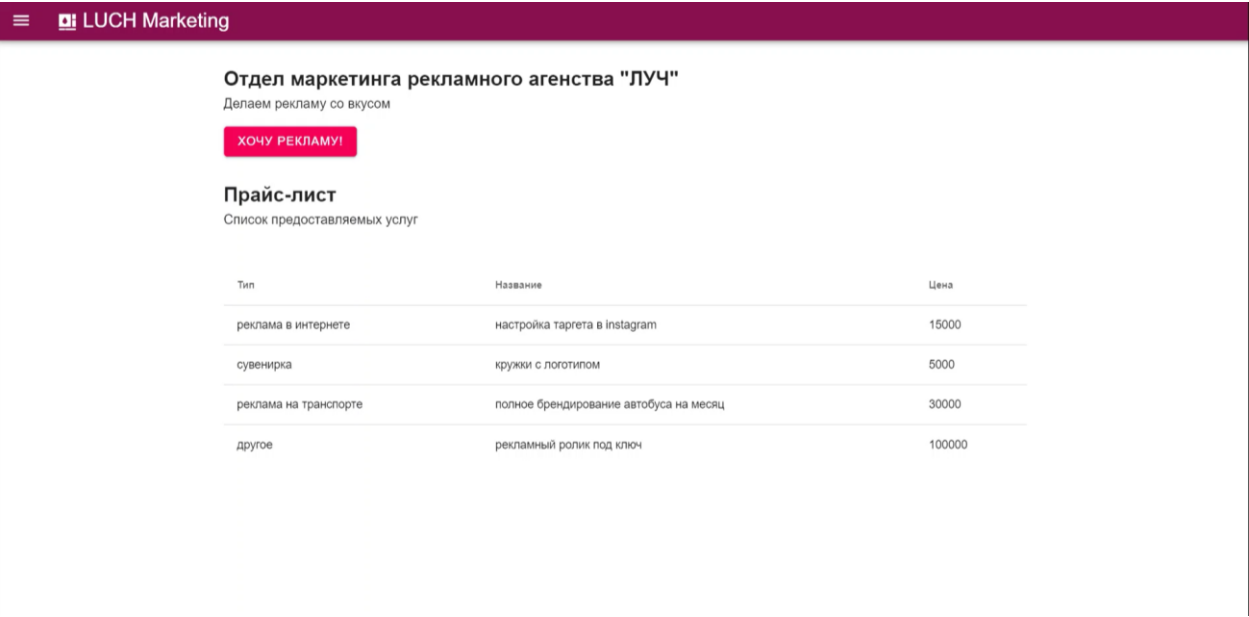 LUCH Marketing
Отдел маркетинга рекламного агенства "ЛУЧ"
Делаем рекламу со вкусом
ХОЧУ РЕКЛАМУ!
Прайс-лист
Список предоставляемых услуг
Тип Название Цена
реклама в интернете настройка таргета в instagram 15000
сувенирка кружки с логотипом 5000
реклама на транспорте полное брендирование автобуса на месяц 30000
другое рекламный ролик под ключ 100000